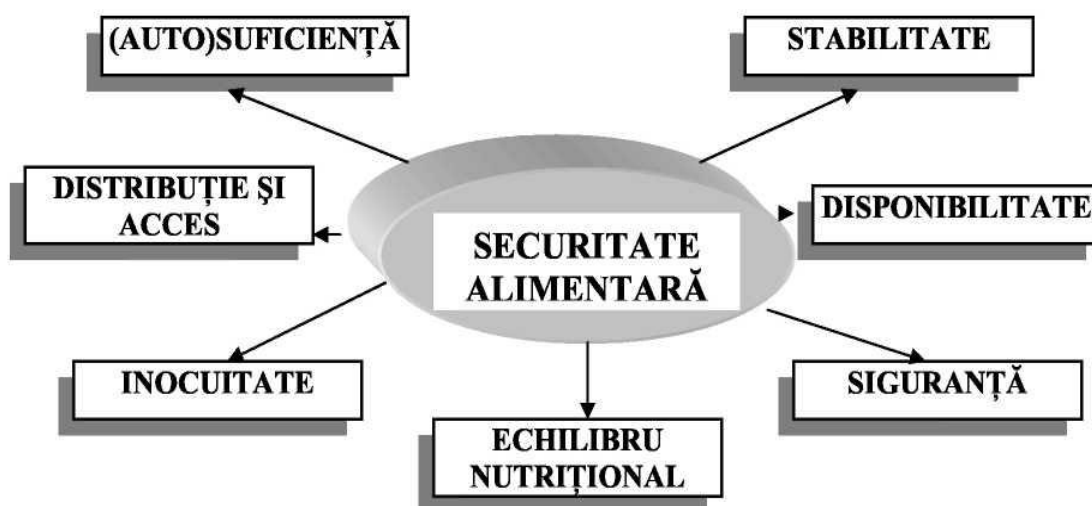 (AUTO)SUFICIENȚĂ
STABILITATE
DISTRIBUȚIE ŞI
ACCES
DISPONIBILITATE
SECURITATE
ALIMENTARĂ
INOCUITATE
SIGURANȚĂ
ECHILIBRU
NUTRIȚIONAL